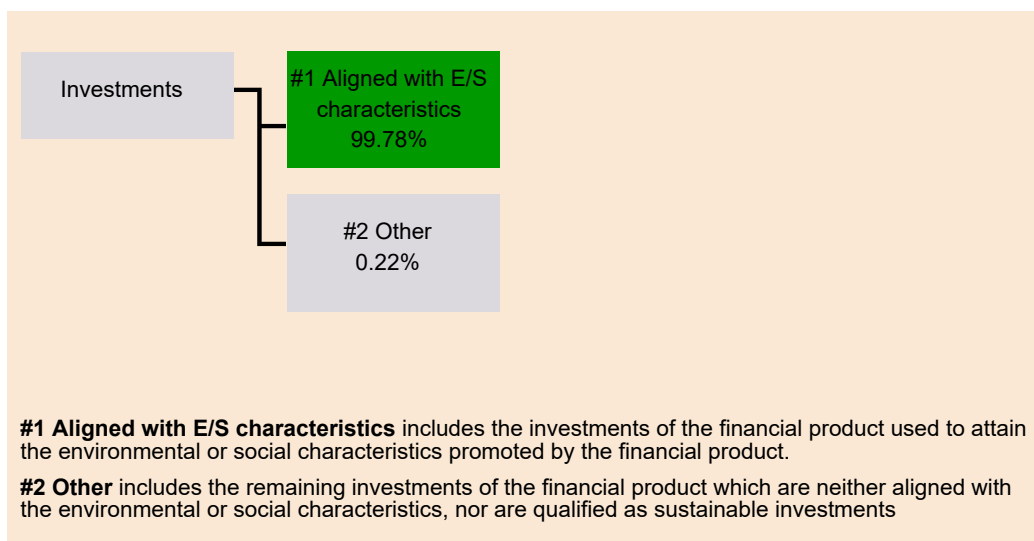 Investments
#1 Aligned with E/S
characteristics
99.78%
#2 Other
0.22%
#1 Aligned with E/S characteristics includes the investments of the financial product used to attain
the environmental or social characteristics promoted by the financial product.
#2 Other includes the remaining investments of the financial product which are neither aligned with
the environmental or social characteristics, nor are qualified as sustainable investments